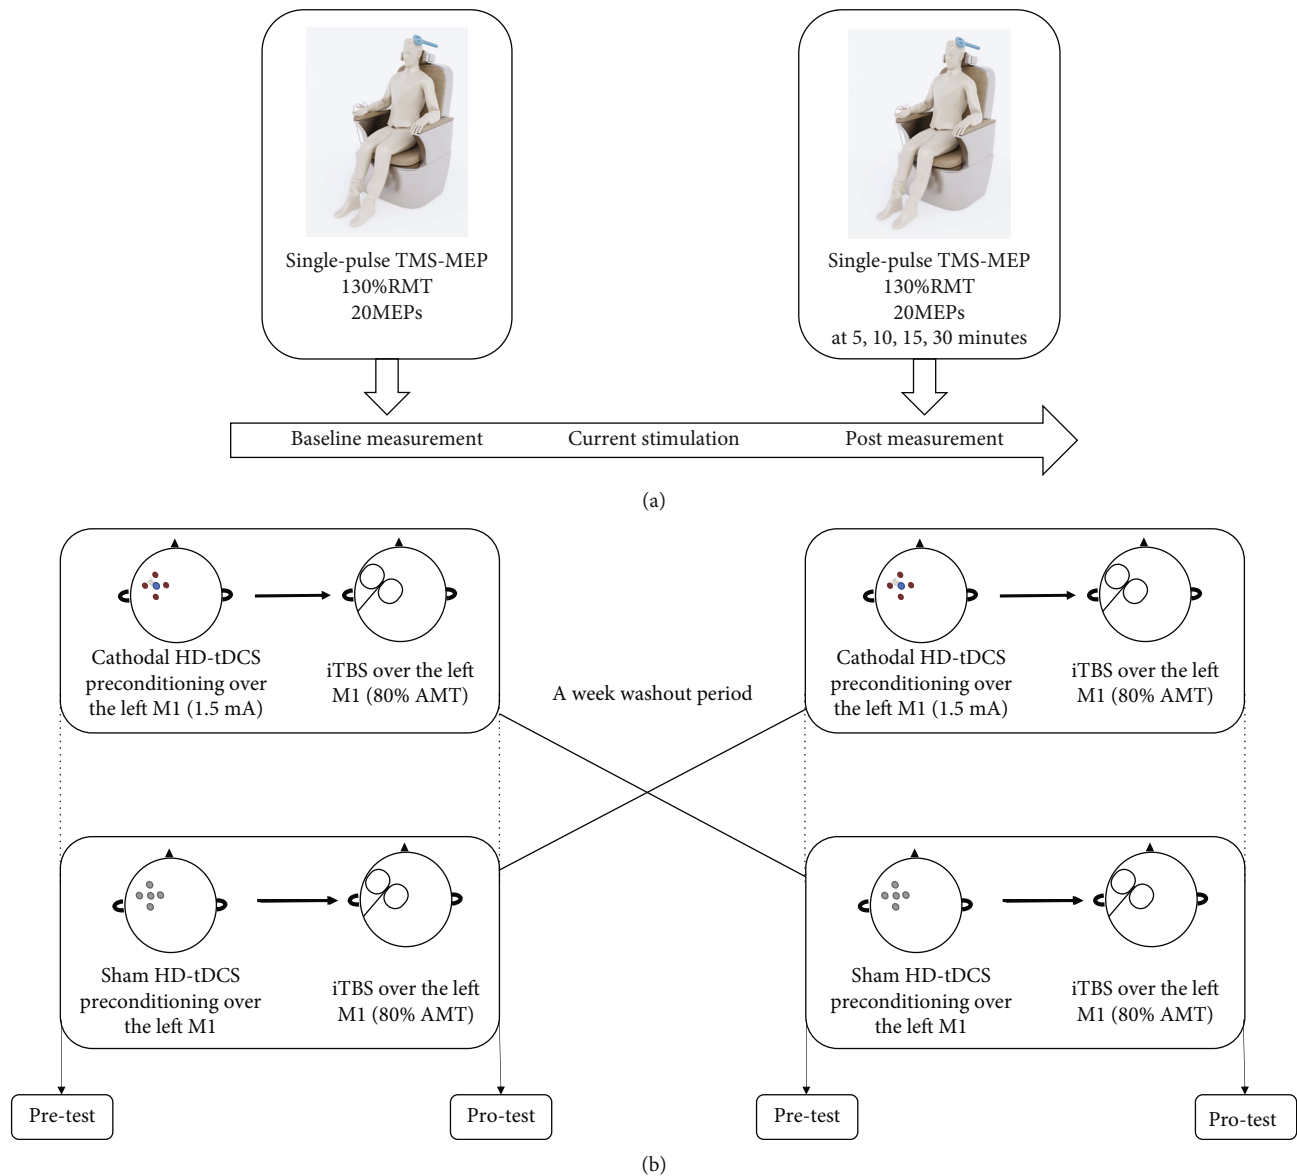 Single-pulse TMS-MEP
130%RMT
20MEPs
Single-pulse TMS-MEP
130%RMT
20MEPs
at 5, 10, 15, 30 minutes
Baseline measurement
Current stimulation
Post measurement
(a)
Cathodal HD-tDCS
preconditioning over
the left M1 (1.5 mA)
iTBS over the left
M1 (80% AMT)
A week washout period
Cathodal HD-tDCS
preconditioning over
the left M1 (1.5 mA)
iTBS over the left
M1 (80% AMT)
Sham HD-tDCS
preconditioning over
the left M1
iTBS over the left
M1 (80% AMT)
Sham HD-tDCS
preconditioning over
the left M1
iTBS over the left
M1 (80% AMT)
Pre-test
Pro-test
Pre-test
Pro-test
(b)